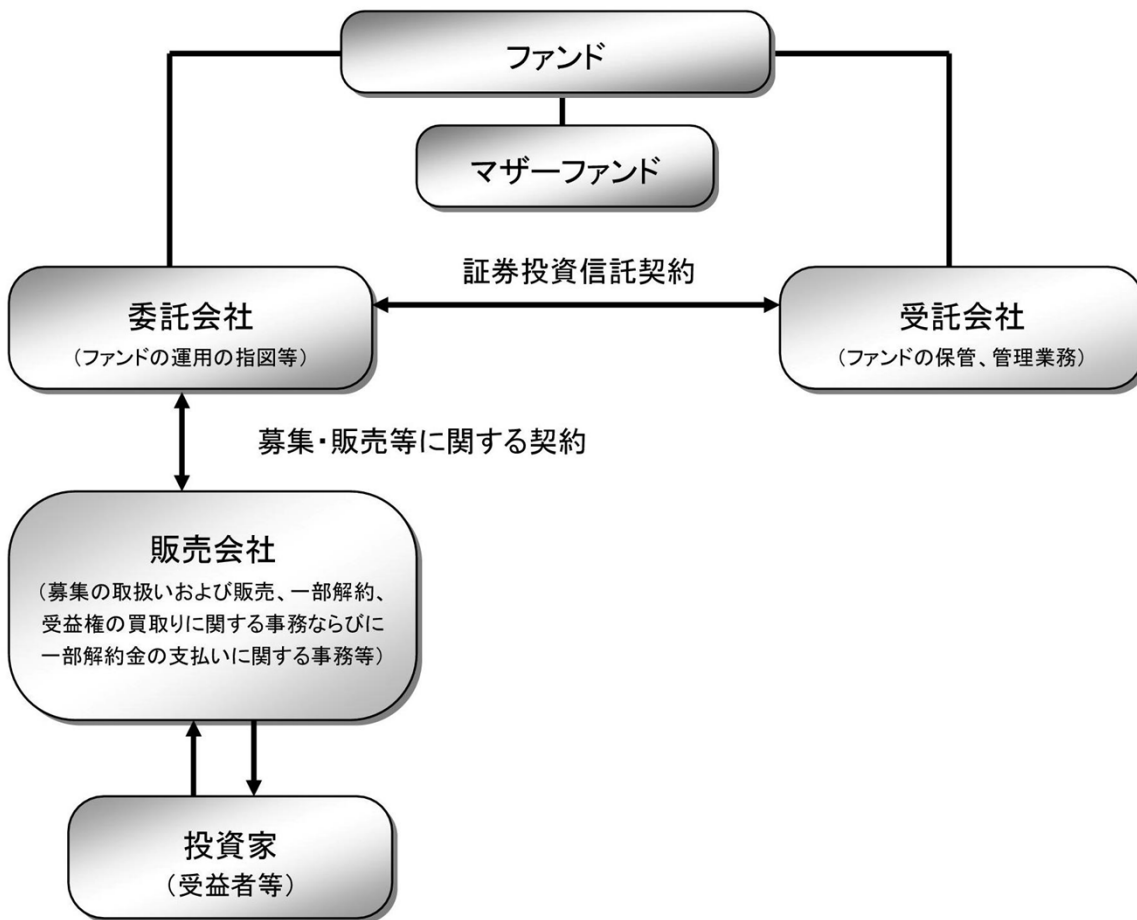 ファンド
マザーファンド
証券投資信託契約
委託会社
(ファンドの運用の指図等)
受託会社
(ファンドの保管、管理業務)
募集・販売等に関する契約
販売会社
(募集の取扱いおよび販売、一部解約、
受益権の買取りに関する事務ならびに
一部解約金の支払いに関する事務等)
投資家
(受益者等)